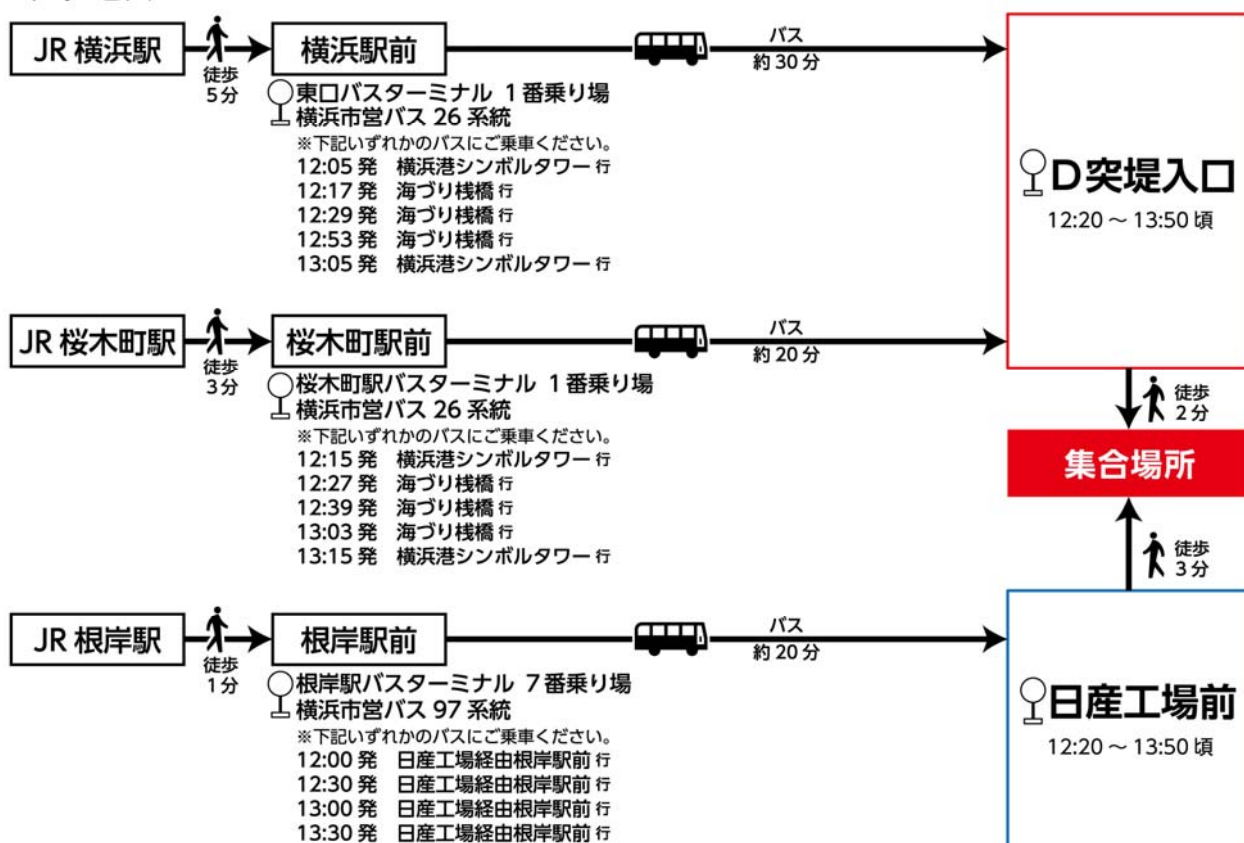 JR 横浜駅
徒歩
5分
横浜駅前
バス
約30分
東口バスターミナル 1番乗り場
横浜市営バス 26 系統
※下記いずれかのバスにご乗車ください。
12:05 発 横浜港シンボルタワー 行
12:17 発 海づり桟橋 行
12:29 発 海づり桟橋 行
12:53 発 海づり桟橋 行
13:05 発 横浜港シンボルタワー 行
D突堤入口
12:20 ～ 13:50 頃
JR 桜木町駅
徒歩
3分
桜木町駅前
バス
約20分
桜木町駅バスターミナル 1番乗り場
横浜市営バス 26 系統
※下記いずれかのバスにご乗車ください。
12:15 発 横浜港シンボルタワー 行
12:27 発 海づり桟橋 行
12:39 発 海づり桟橋 行
13:03 発 海づり桟橋 行
13:15 発 横浜港シンボルタワー 行
徒歩
2分
集合場所
徒歩
3分
JR 根岸駅
徒歩
1分
根岸駅前
バス
約20分
根岸駅バスターミナル 7番乗り場
横浜市営バス 97 系統
※下記いずれかのバスにご乗車ください。
12:00 発 日産工場経由根岸駅前 行
12:30 発 日産工場経由根岸駅前 行
13:00 発 日産工場経由根岸駅前 行
13:30 発 日産工場経由根岸駅前 行
日産工場前
12:20 ～ 13:50 頃